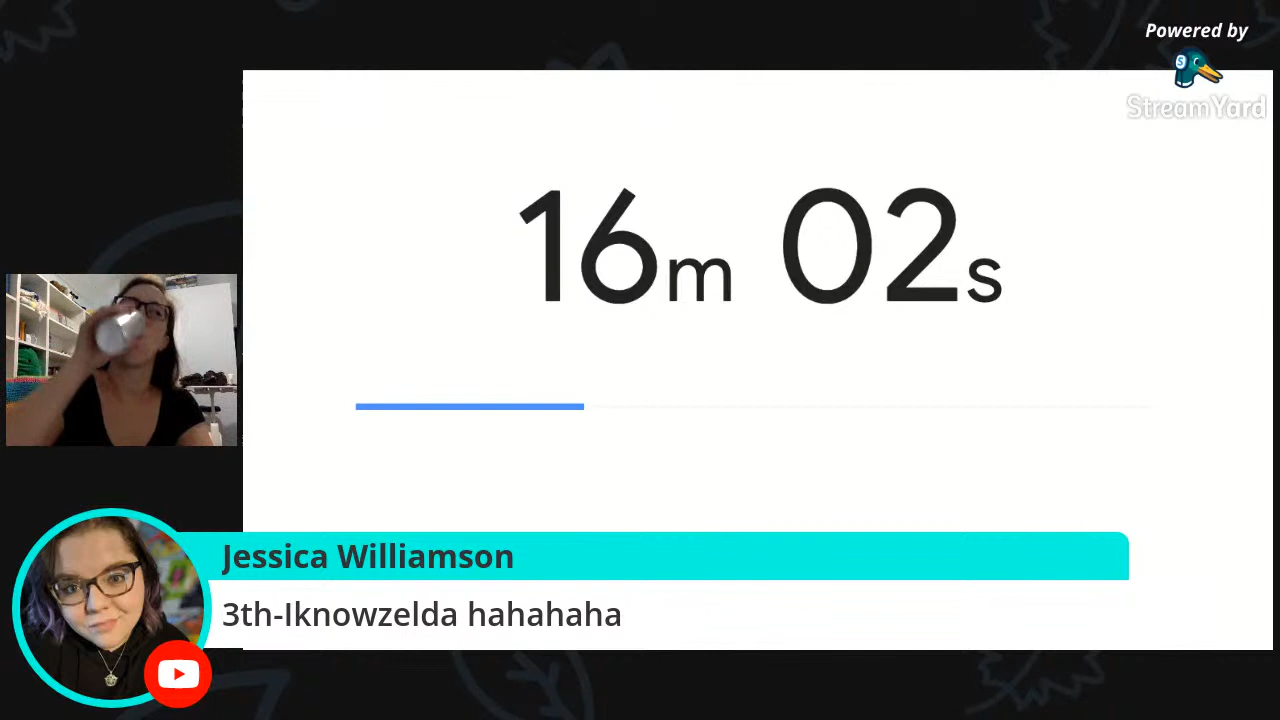 Powered by
StreamYard
16m 02s
Jessica Williamson
3th-Iknowzelda hahahaha